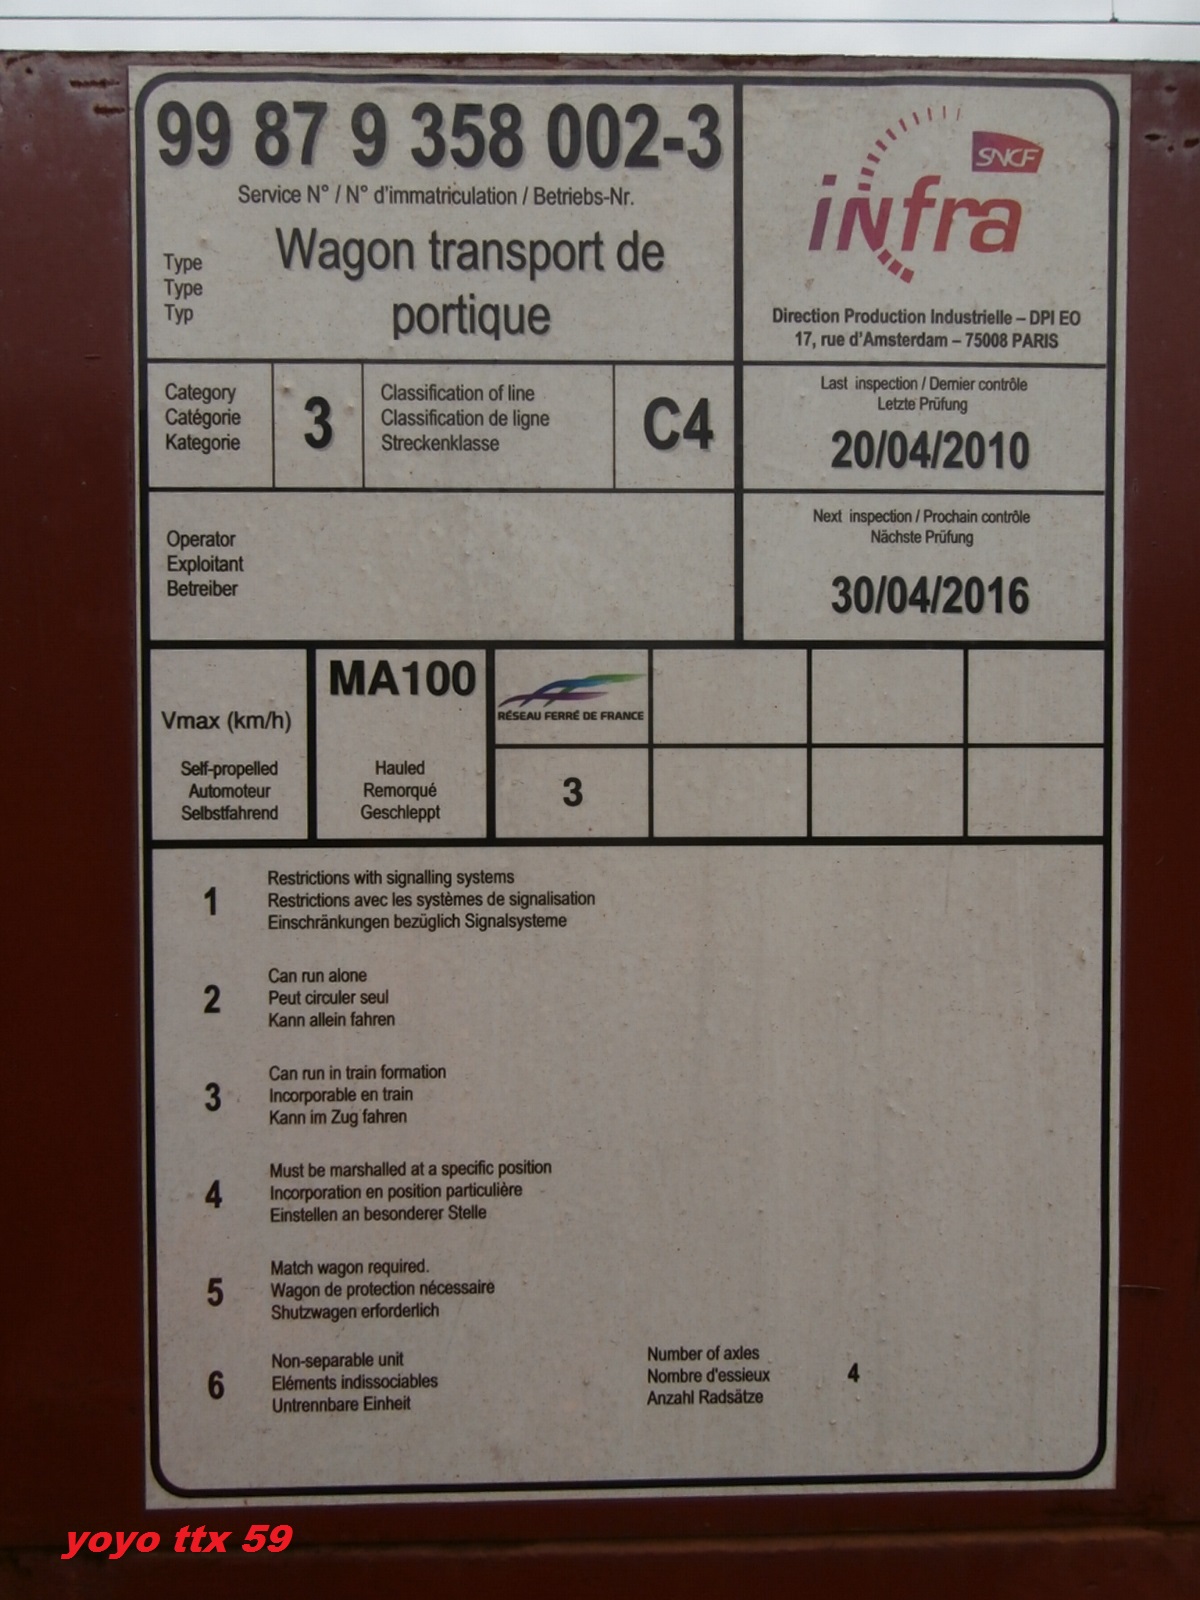 99 87 9 358 002-3
Service N° / N° d'immatriculation / Betriebs-Nr.
Type
Type
Typ
Wagon transport de
portique
SNCF
infra
Direction Production Industrielle – DPI EO
17, rue d'Amsterdam – 75008 PARIS
Category
Catégorie
Kategorie
3
Classification of line
Classification de ligne
Streckenklasse
C4
Last inspection / Dernier contrôle
Letzte Prüfung
20/04/2010
Operator
Exploitant
Betreiber
Next inspection / Prochain contrôle
Nächste Prüfung
30/04/2016
Vmax (km/h)
Self-propelled
Automoteur
Selbstfahrend
MA100
Hauled
Remorqué
Geschleppt
RÉSEAU FERRÉ DE FRANCE
3
1
Restrictions with signalling systems
Restrictions avec les systèmes de signalisation
Einschränkungen bezüglich Signalsysteme
2
Can run alone
Peut circuler seul
Kann allein fahren
3
Can run in train formation
Incorporable en train
Kann im Zug fahren
4
Must be marshalled at a specific position
Incorporation en position particulière
Einstellen an besonderer Stelle
5
Match wagon required.
Wagon de protection nécessaire
Shutzwagen erforderlich
6
Non-separable unit
Eléments indissociables
Untrennbare Einheit
Number of axles
Nombre d'essieux
Anzahl Radsätze
4
yoyo ttx 59